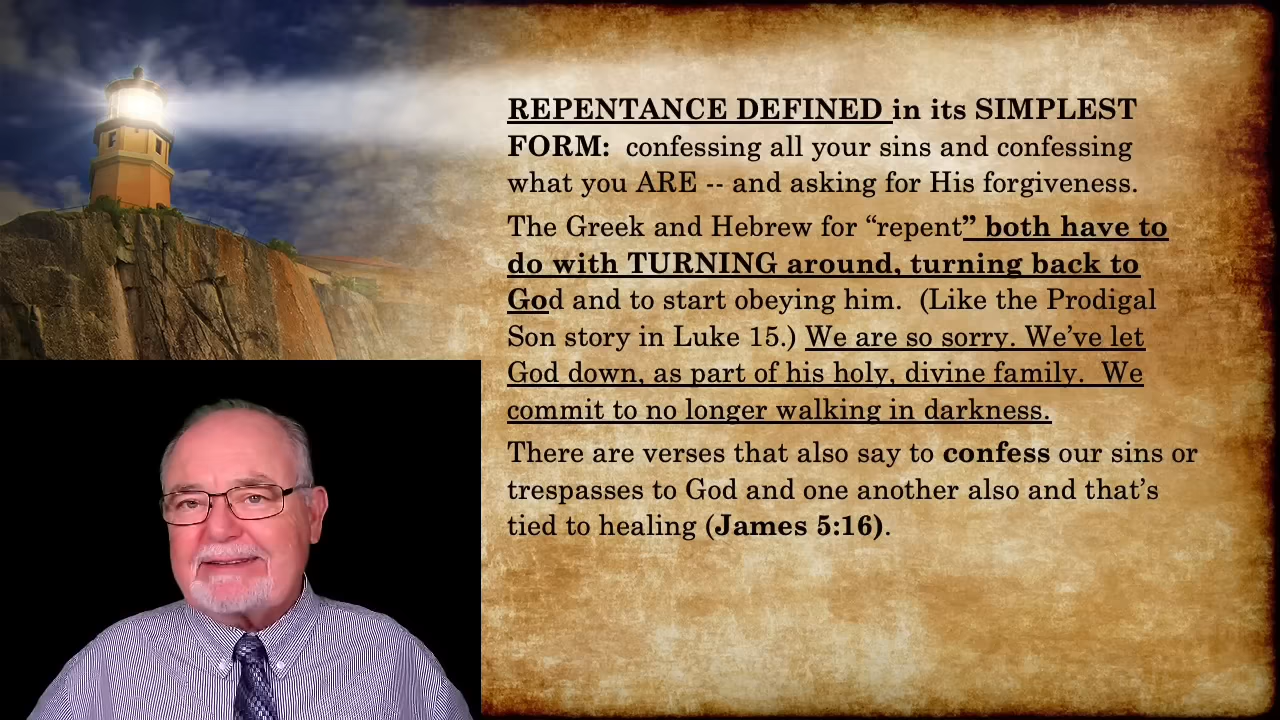 REPENTANCE DEFINED in its SIMPLEST
FORM:  confessing all your sins and confessing
what you ARE -- and asking for His forgiveness.
The Greek and Hebrew for “repent” both have to
do with TURNING around, turning back to
God and to start obeying him.  (Like the Prodigal
Son story in Luke 15.) We are so sorry. We’ve let
God down, as part of his holy, divine family.  We
commit to no longer walking in darkness.
There are verses that also say to confess our sins or
trespasses to God and one another also and that’s
tied to healing (James 5:16).